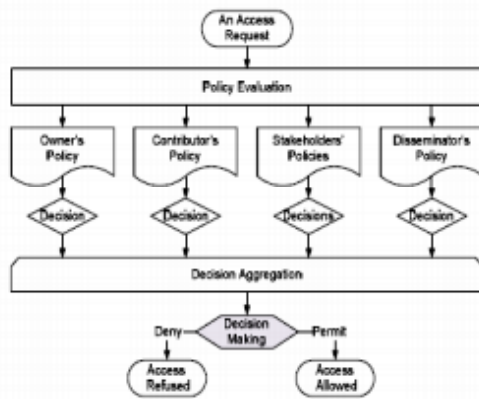 An Access
Request
Policy Evaluation
Owner's
Policy
Contributor's
Policy
Stakeholders'
Policies
Disseminator's
Policy
Decision
Decision
Decisions
Decision
Decision Aggregation
Deny
Decision
Making
Permit
Access
Refused
Access
Allowed